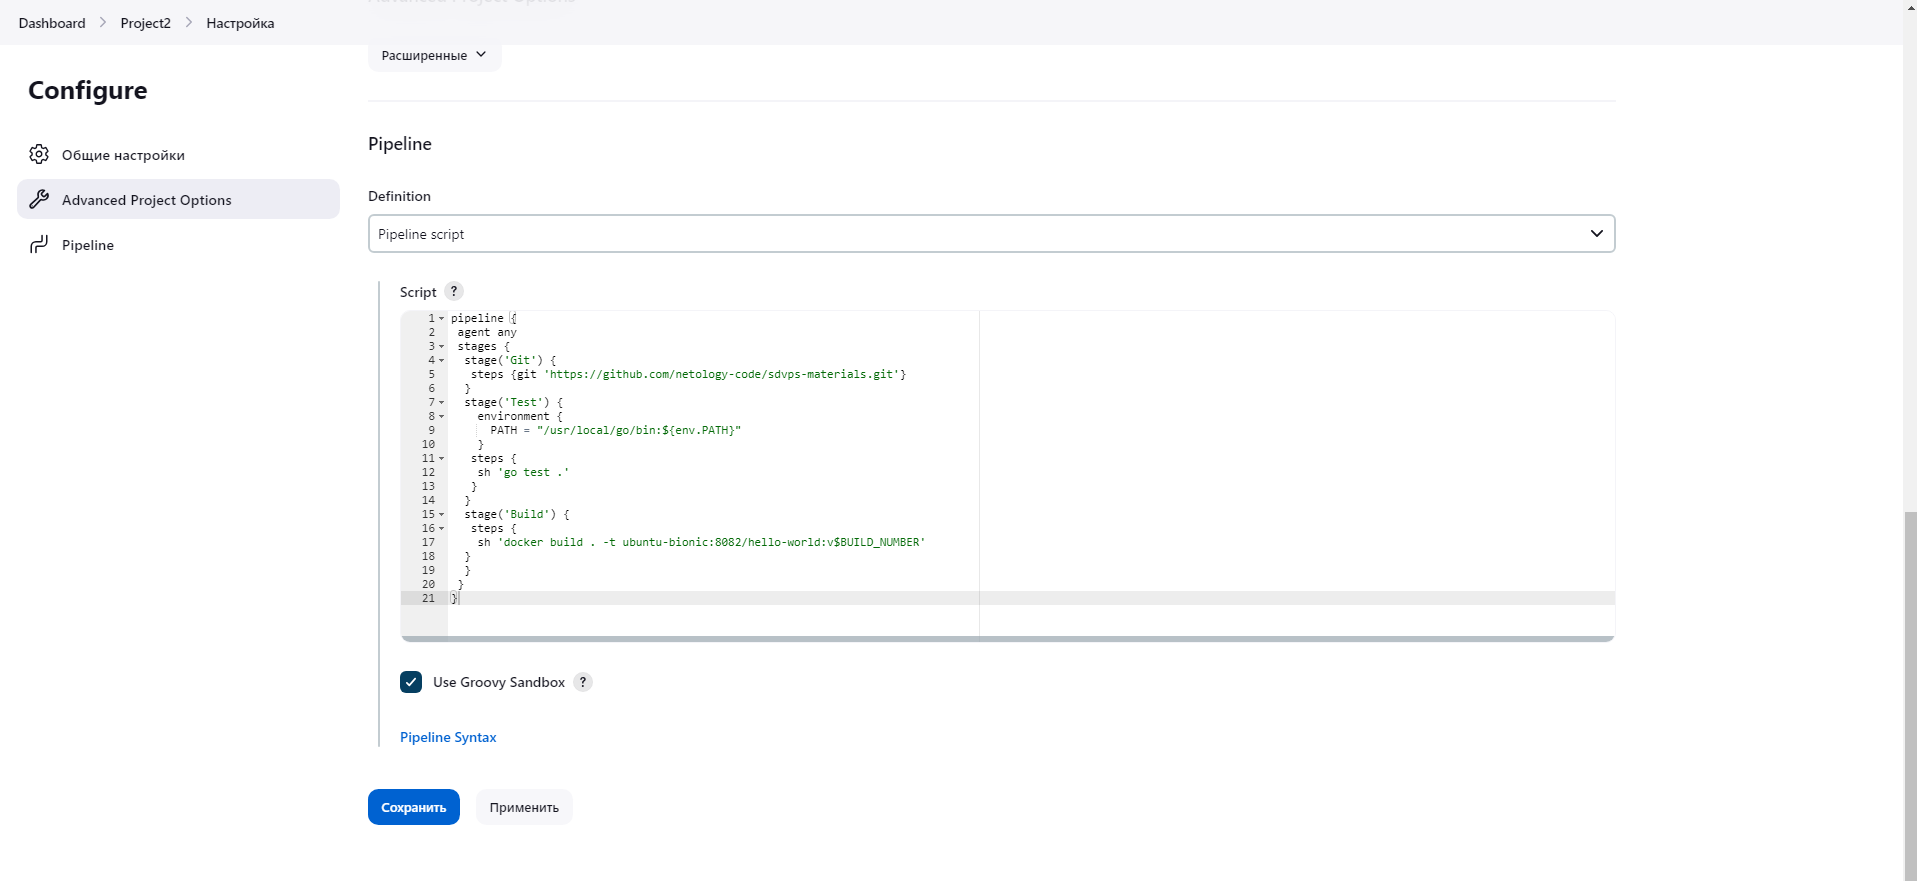 Dashboard > Project2 > Настройка
Advanced Project Options
Расширенные
Configure
Общие настройки
Advanced Project Options
Pipeline
Pipeline
Definition
Pipeline script
Script ?
1 pipeline {
2  agent any
3  stages {
4   stage('Git') {
5    steps {git 'https://github.com/netology-code/sdvps-materials.git'}
6   }
7   stage('Test') {
8     environment {
9       PATH = "/usr/local/go/bin:${env.PATH}"
10     }
11    steps {
12     sh 'go test .'
13    }
14   }
15   stage('Build') {
16    steps {
17     sh 'docker build . -t ubuntu-bionic:8082/hello-world:v$BUILD_NUMBER'
18   }
19   }
20  }
21 }
Use Groovy Sandbox ?
Pipeline Syntax
Сохранить
Применить